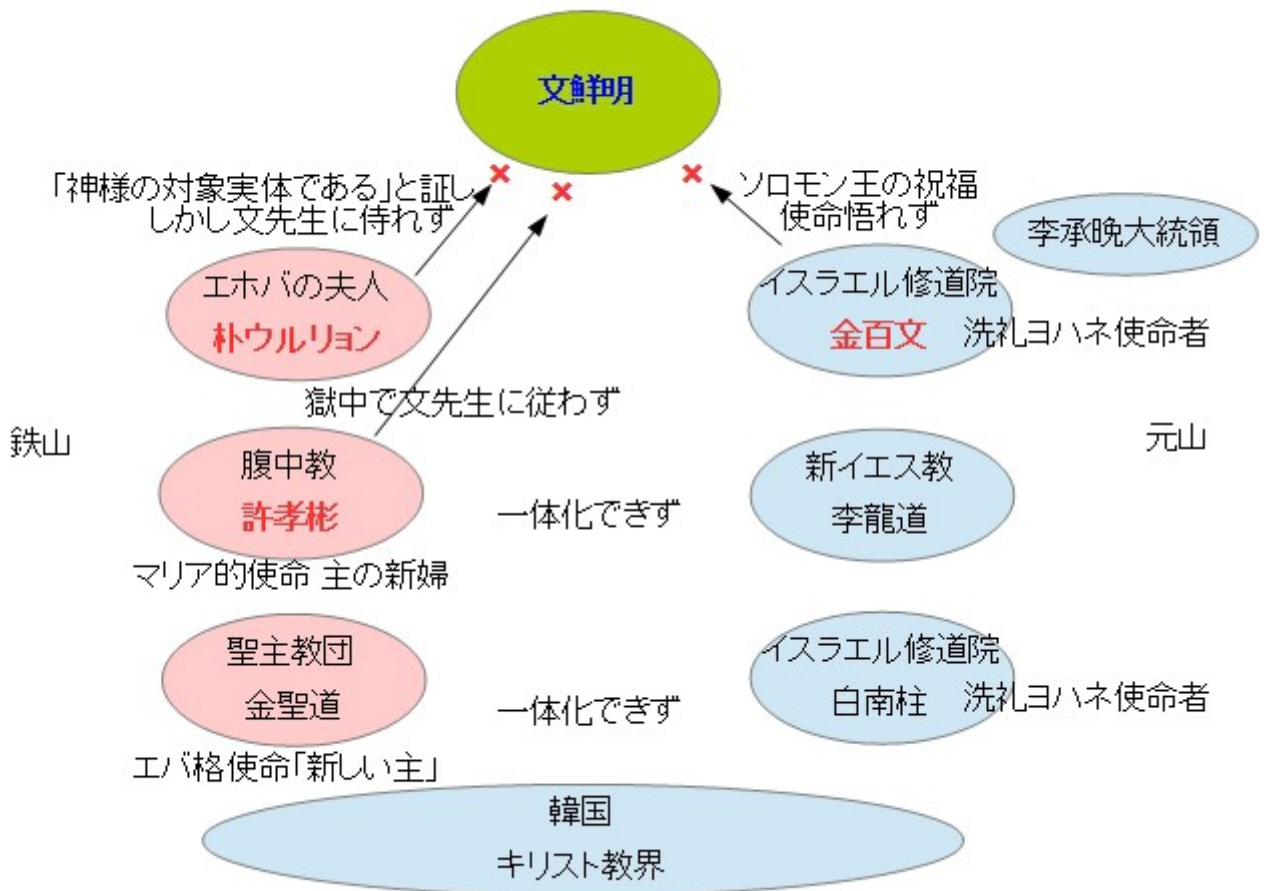 文鮮明
「神様の対象実体である」と証し
しかし文先生に侍れず
ソロモン王の祝福
使命悟れず
李承晩大統領
エホバの夫人
朴ウルリョン
イスラエル修道院
金百文
洗礼ヨハネ使命者
獄中で文先生に従わず
鉄山
元山
腹中教
許孝彬
一体化できず
新イエス教
李龍道
マリア的使命 主の新婦
聖主教団
金聖道
一体化できず
イスラエル修道院
白南柱
洗礼ヨハネ使命者
エバ格使命「新しい主」
韓国
キリスト教界